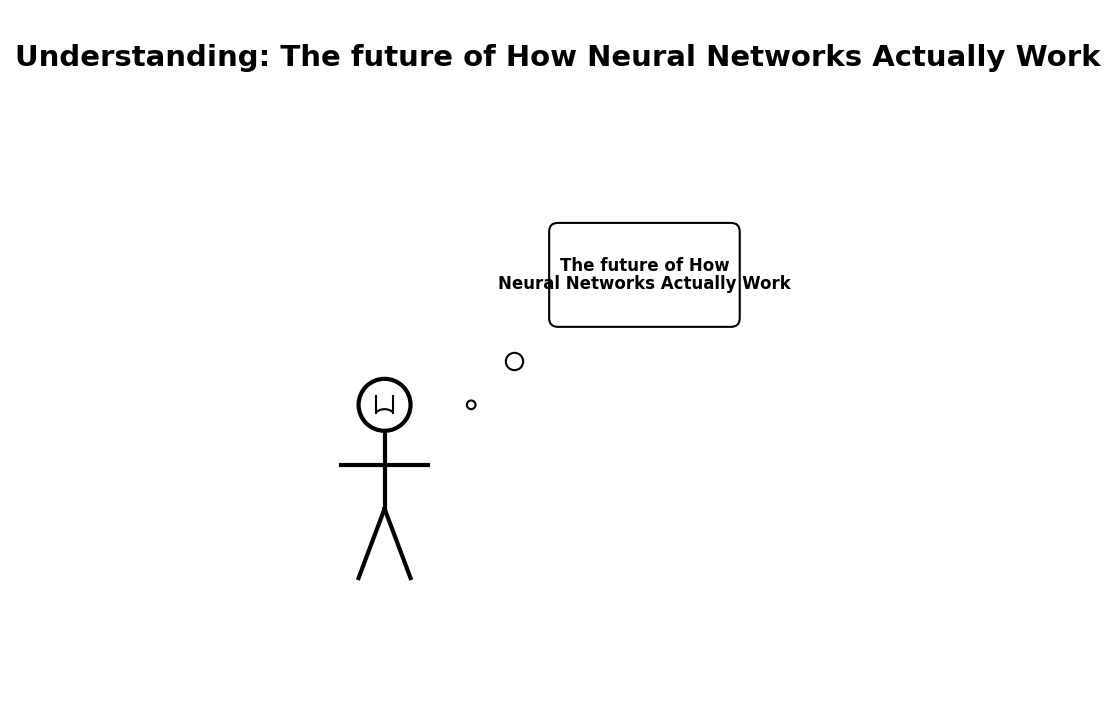 Understanding: The future of How Neural Networks Actually Work
The future of How
Neural Networks Actually Work